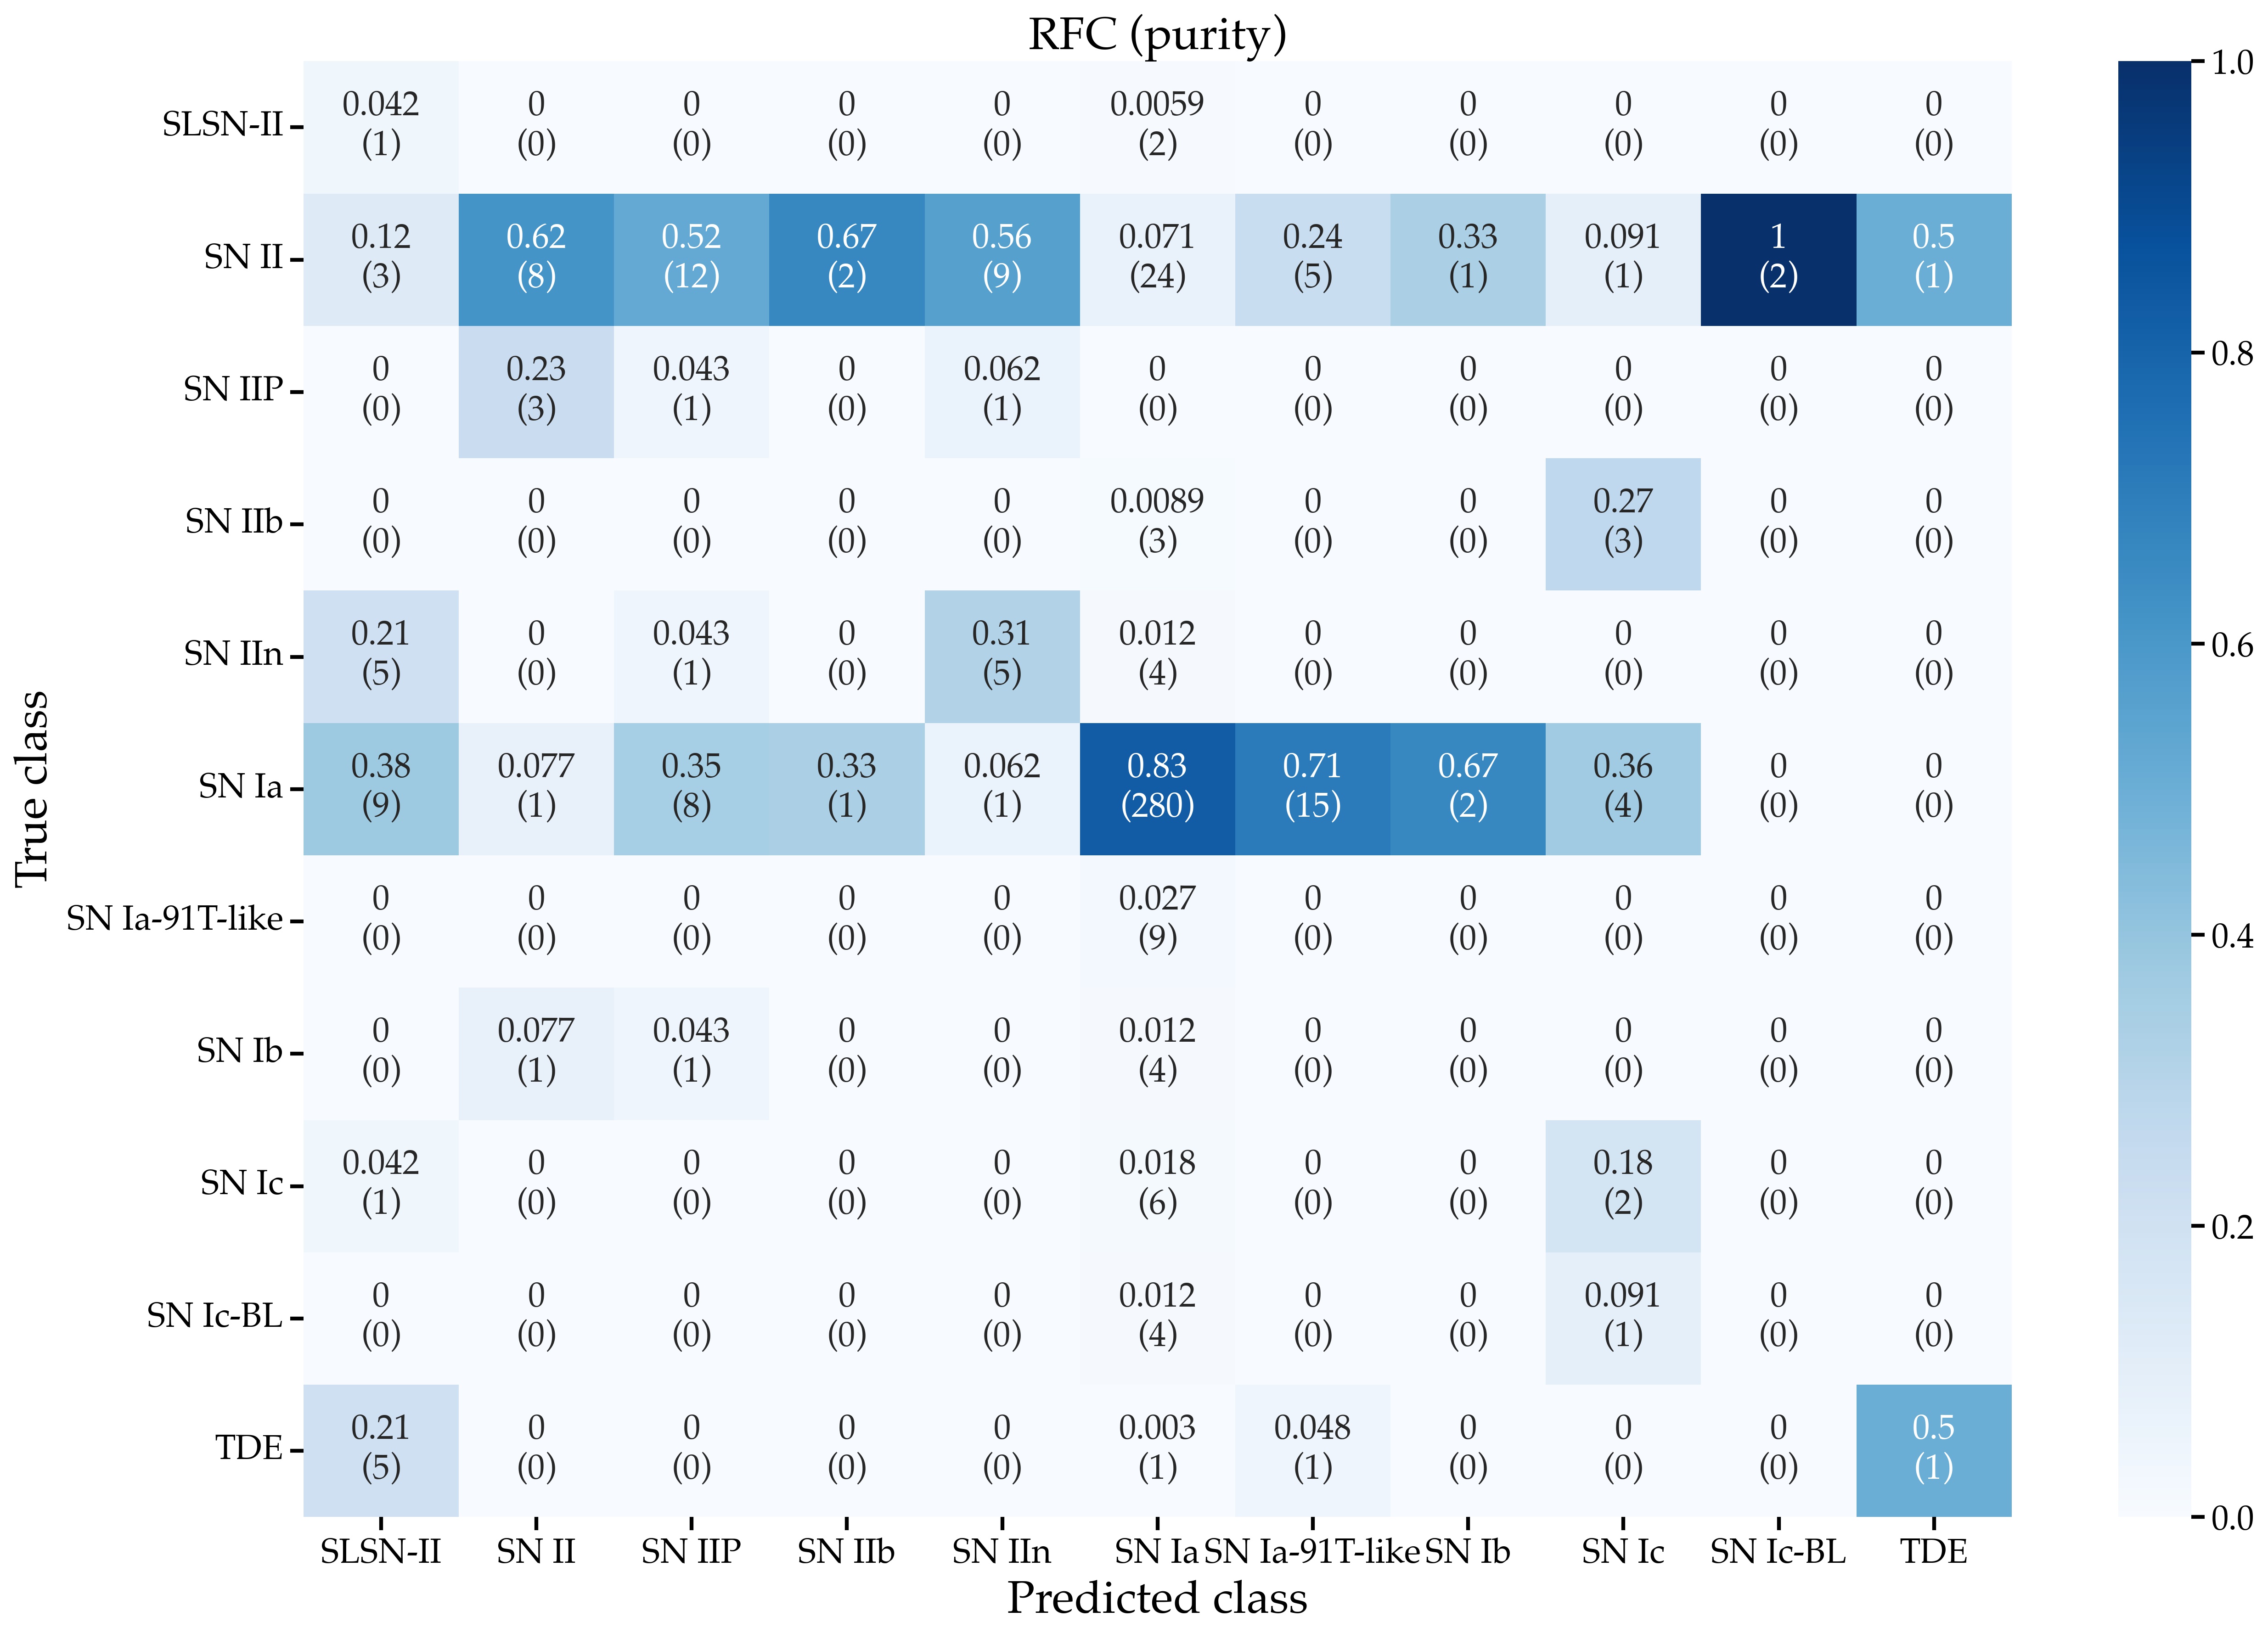 RFC (purity)
SLSN-II 0.042 0 0 0 0 0.0059 0 0 0 0 0
(1) (0) (0) (0) (0) (2) (0) (0) (0) (0) (0)
SN II 0.12 0.62 0.52 0.67 0.56 0.071 0.24 0.33 0.091 1 0.5
(3) (8) (12) (2) (9) (24) (5) (1) (1) (2) (1)
SN IIP 0 0.23 0.043 0 0.062 0 0 0 0 0 0
(0) (3) (1) (0) (1) (0) (0) (0) (0) (0) (0)
SN IIb 0 0 0 0 0 0.0089 0 0 0.27 0 0
(0) (0) (0) (0) (0) (3) (0) (0) (3) (0) (0)
SN IIn 0.21 0 0.043 0 0.31 0.012 0 0 0 0 0
(5) (0) (1) (0) (5) (4) (0) (0) (0) (0) (0)
SN Ia 0.38 0.077 0.35 0.33 0.062 0.83 0.71 0.67 0.36 0 0
(9) (1) (8) (1) (1) (280) (15) (2) (4) (0) (0)
SN Ia-91T-like 0 0 0 0 0 0.027 0 0 0 0 0
(0) (0) (0) (0) (0) (9) (0) (0) (0) (0) (0)
SN Ib 0 0.077 0.043 0 0 0.012 0 0 0 0 0
(0) (1) (1) (0) (0) (4) (0) (0) (0) (0) (0)
SN Ic 0.042 0 0 0 0 0.018 0 0 0.18 0 0
(1) (0) (0) (0) (0) (6) (0) (0) (2) (0) (0)
SN Ic-BL 0 0 0 0 0 0.012 0 0 0.091 0 0
(0) (0) (0) (0) (0) (4) (0) (0) (1) (0) (0)
TDE 0.21 0 0 0 0 0.003 0.048 0 0 0 0.5
(5) (0) (0) (0) (0) (1) (1) (0) (0) (0) (1)
SLSN-II SN II SN IIP SN IIb SN IIn SN Ia SN Ia-91T-like SN Ib SN Ic SN Ic-BL TDE
Predicted class
True class
1.0
0.8
0.6
0.4
0.2
0.0